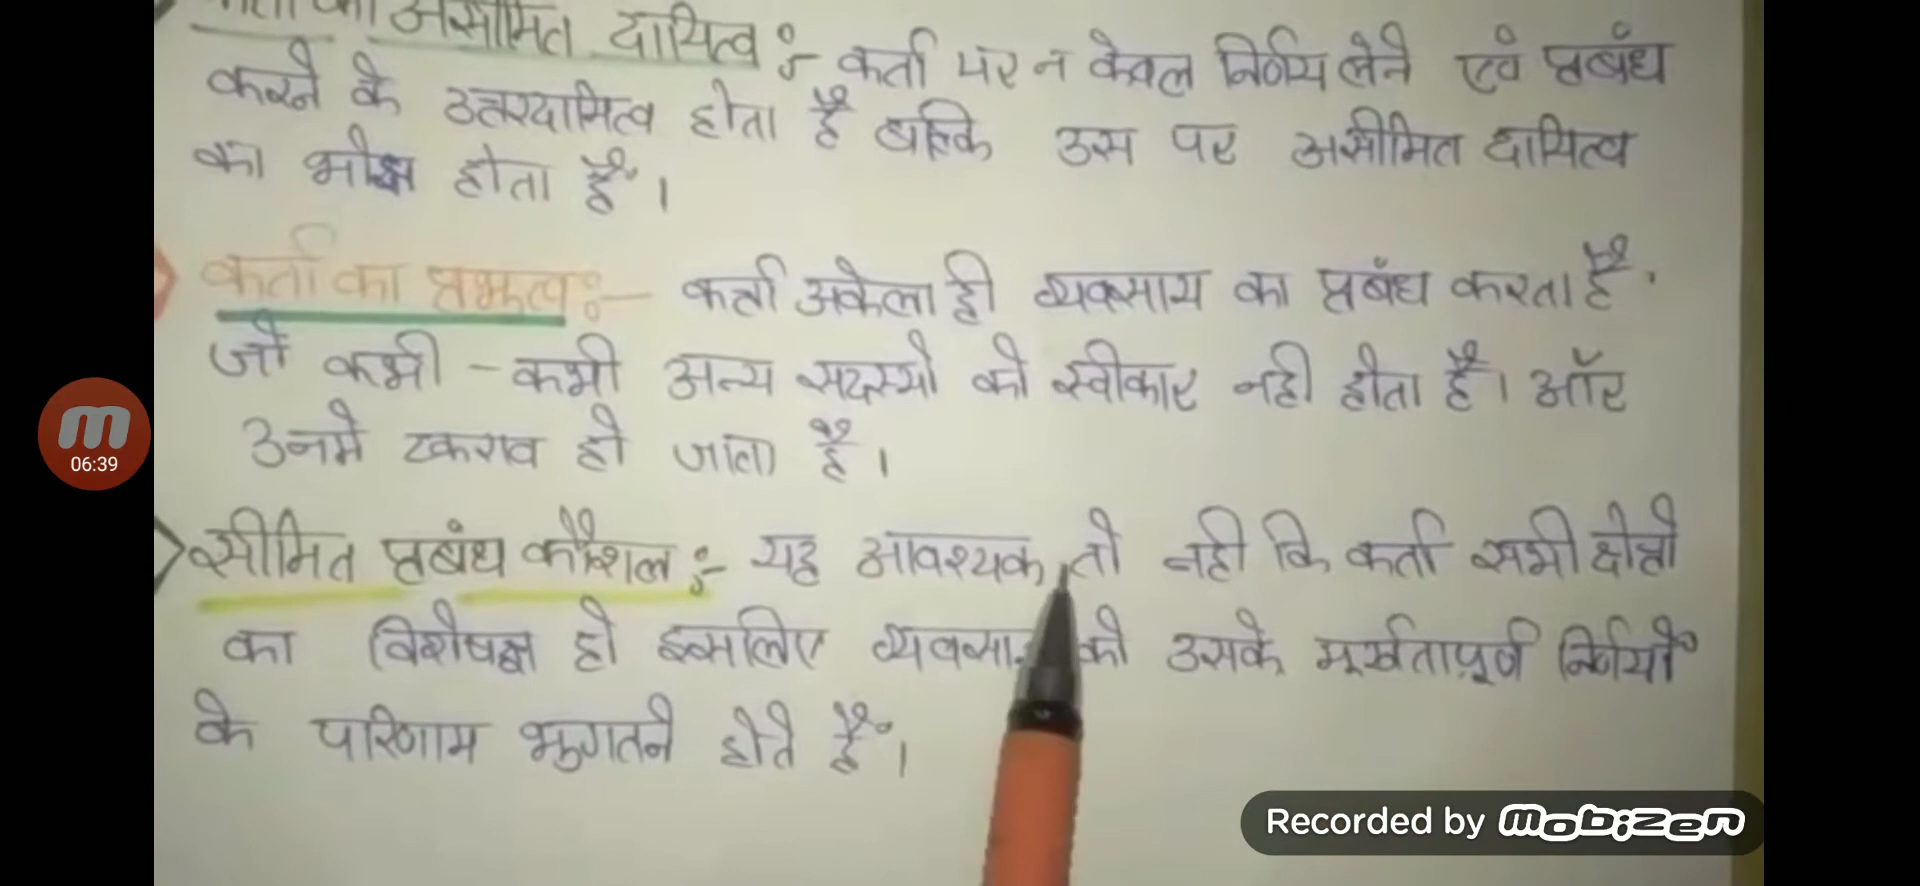 का असीमित दायित्व :- कर्ता पर न केवल निर्णय लेने एवं प्रबंध
करने के उत्तरदायित्व होता है बल्कि उस पर असीमित दायित्व
का होता है।
कर्ता का प्रभुत्व :- कर्ता अकेला ही व्यवसाय का प्रबंध करता है.
जो कभी - कभी अन्य सदस्यो को स्वीकार नही होता है। और
उनमे टकराव हो जाता है।
सीमित प्रबंध कौशल :- यह आवश्यक तो नही कि कर्ता सभी क्षेत्रो
का विशेषज्ञ हो इसलिए को उसके मूर्खतापूर्ण निर्णयों
के परिणाम भुगतने होते हैं।
06:39
Recorded by mobizen